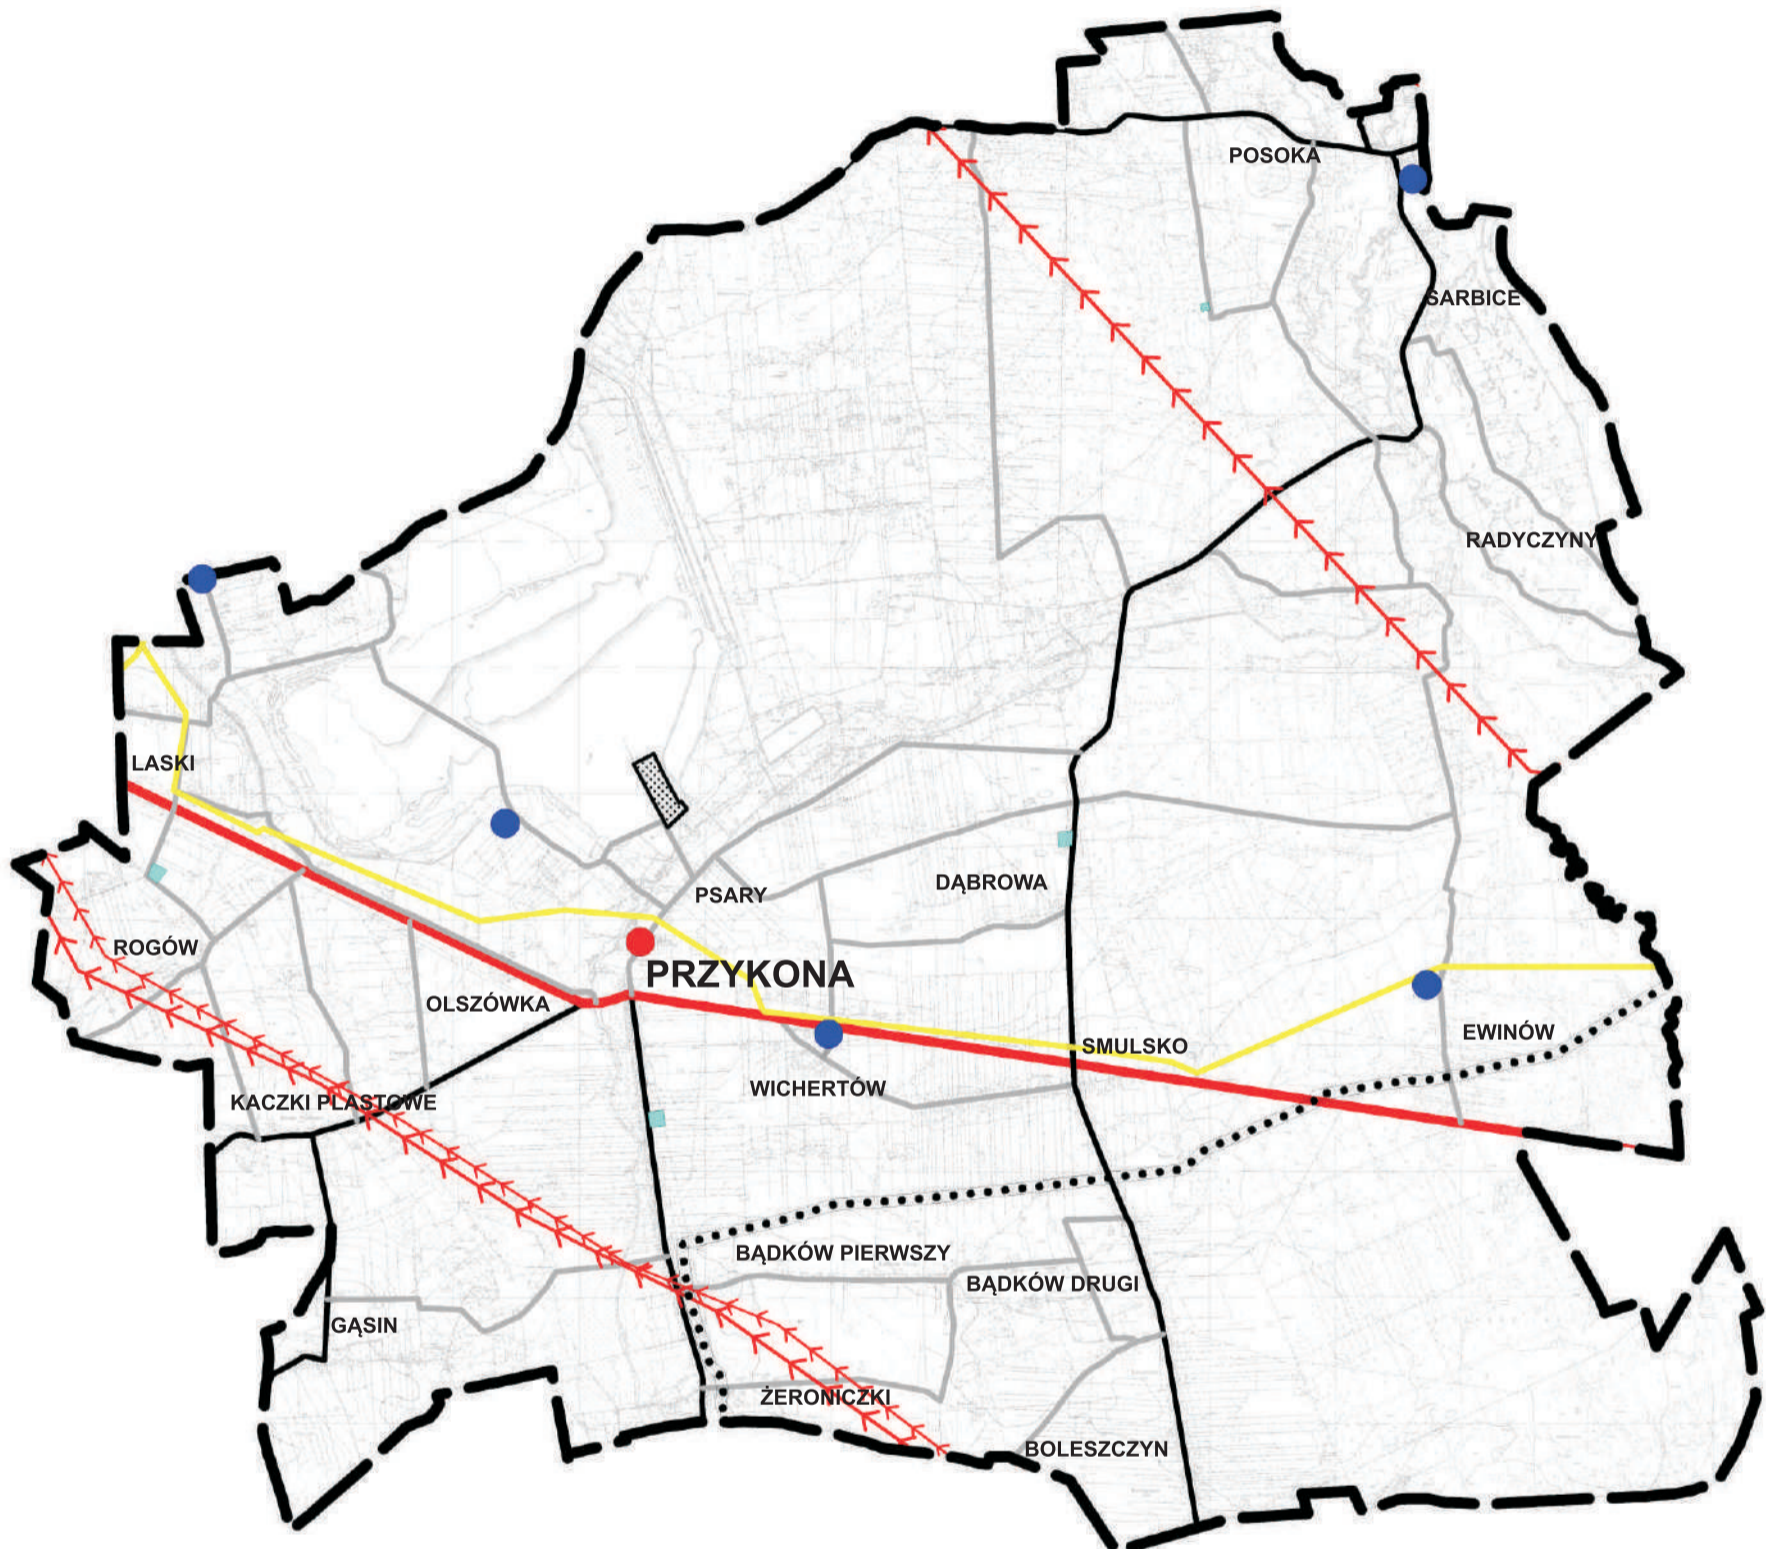 POSOKA
SARBICE
RADYCZYNY
LASKI
PSARY
DĄBROWA
ROGÓW
PRZYKONA
OLSZÓWKA
EWINÓW
SMULSKO
WICHERTÓW
KACZKI PLASTOWE
BĄDKÓW PIERWSZY
BĄDKÓW DRUGI
GĄSIN
ŻERONICZKI
BOLESZCZYN